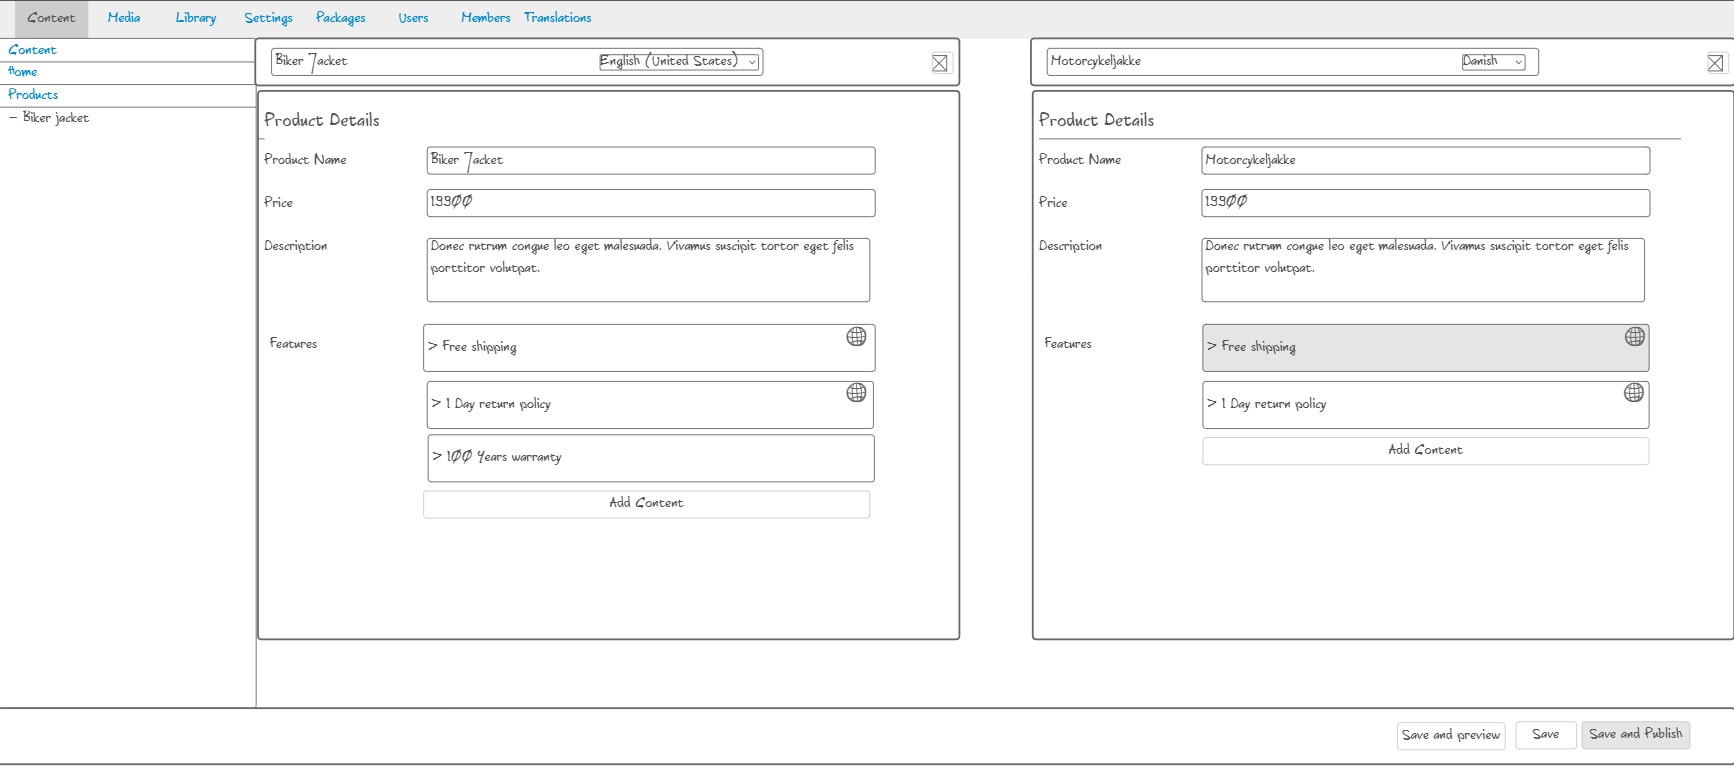 Content Media Library Settings Packages Users Members Translations
Content
Home
Products
– Biker jacket
Biker Jacket English (United States)
Product Details
Product Name Biker Jacket
Price 19900
Description Donec rutrum congue leo eget malesuada. Vivamus suscipit tortor eget felis
porttitor volutpat.
Features > Free shipping
> 1 Day return policy
> 100 Years warranty
Add Content
Motorcykeljakke Danish
Product Details
Product Name Motorcykeljakke
Price 19900
Description Donec rutrum congue leo eget malesuada. Vivamus suscipit tortor eget felis
porttitor volutpat.
Features > Free shipping
> 1 Day return policy
Add Content
Save and preview Save Save and Publish